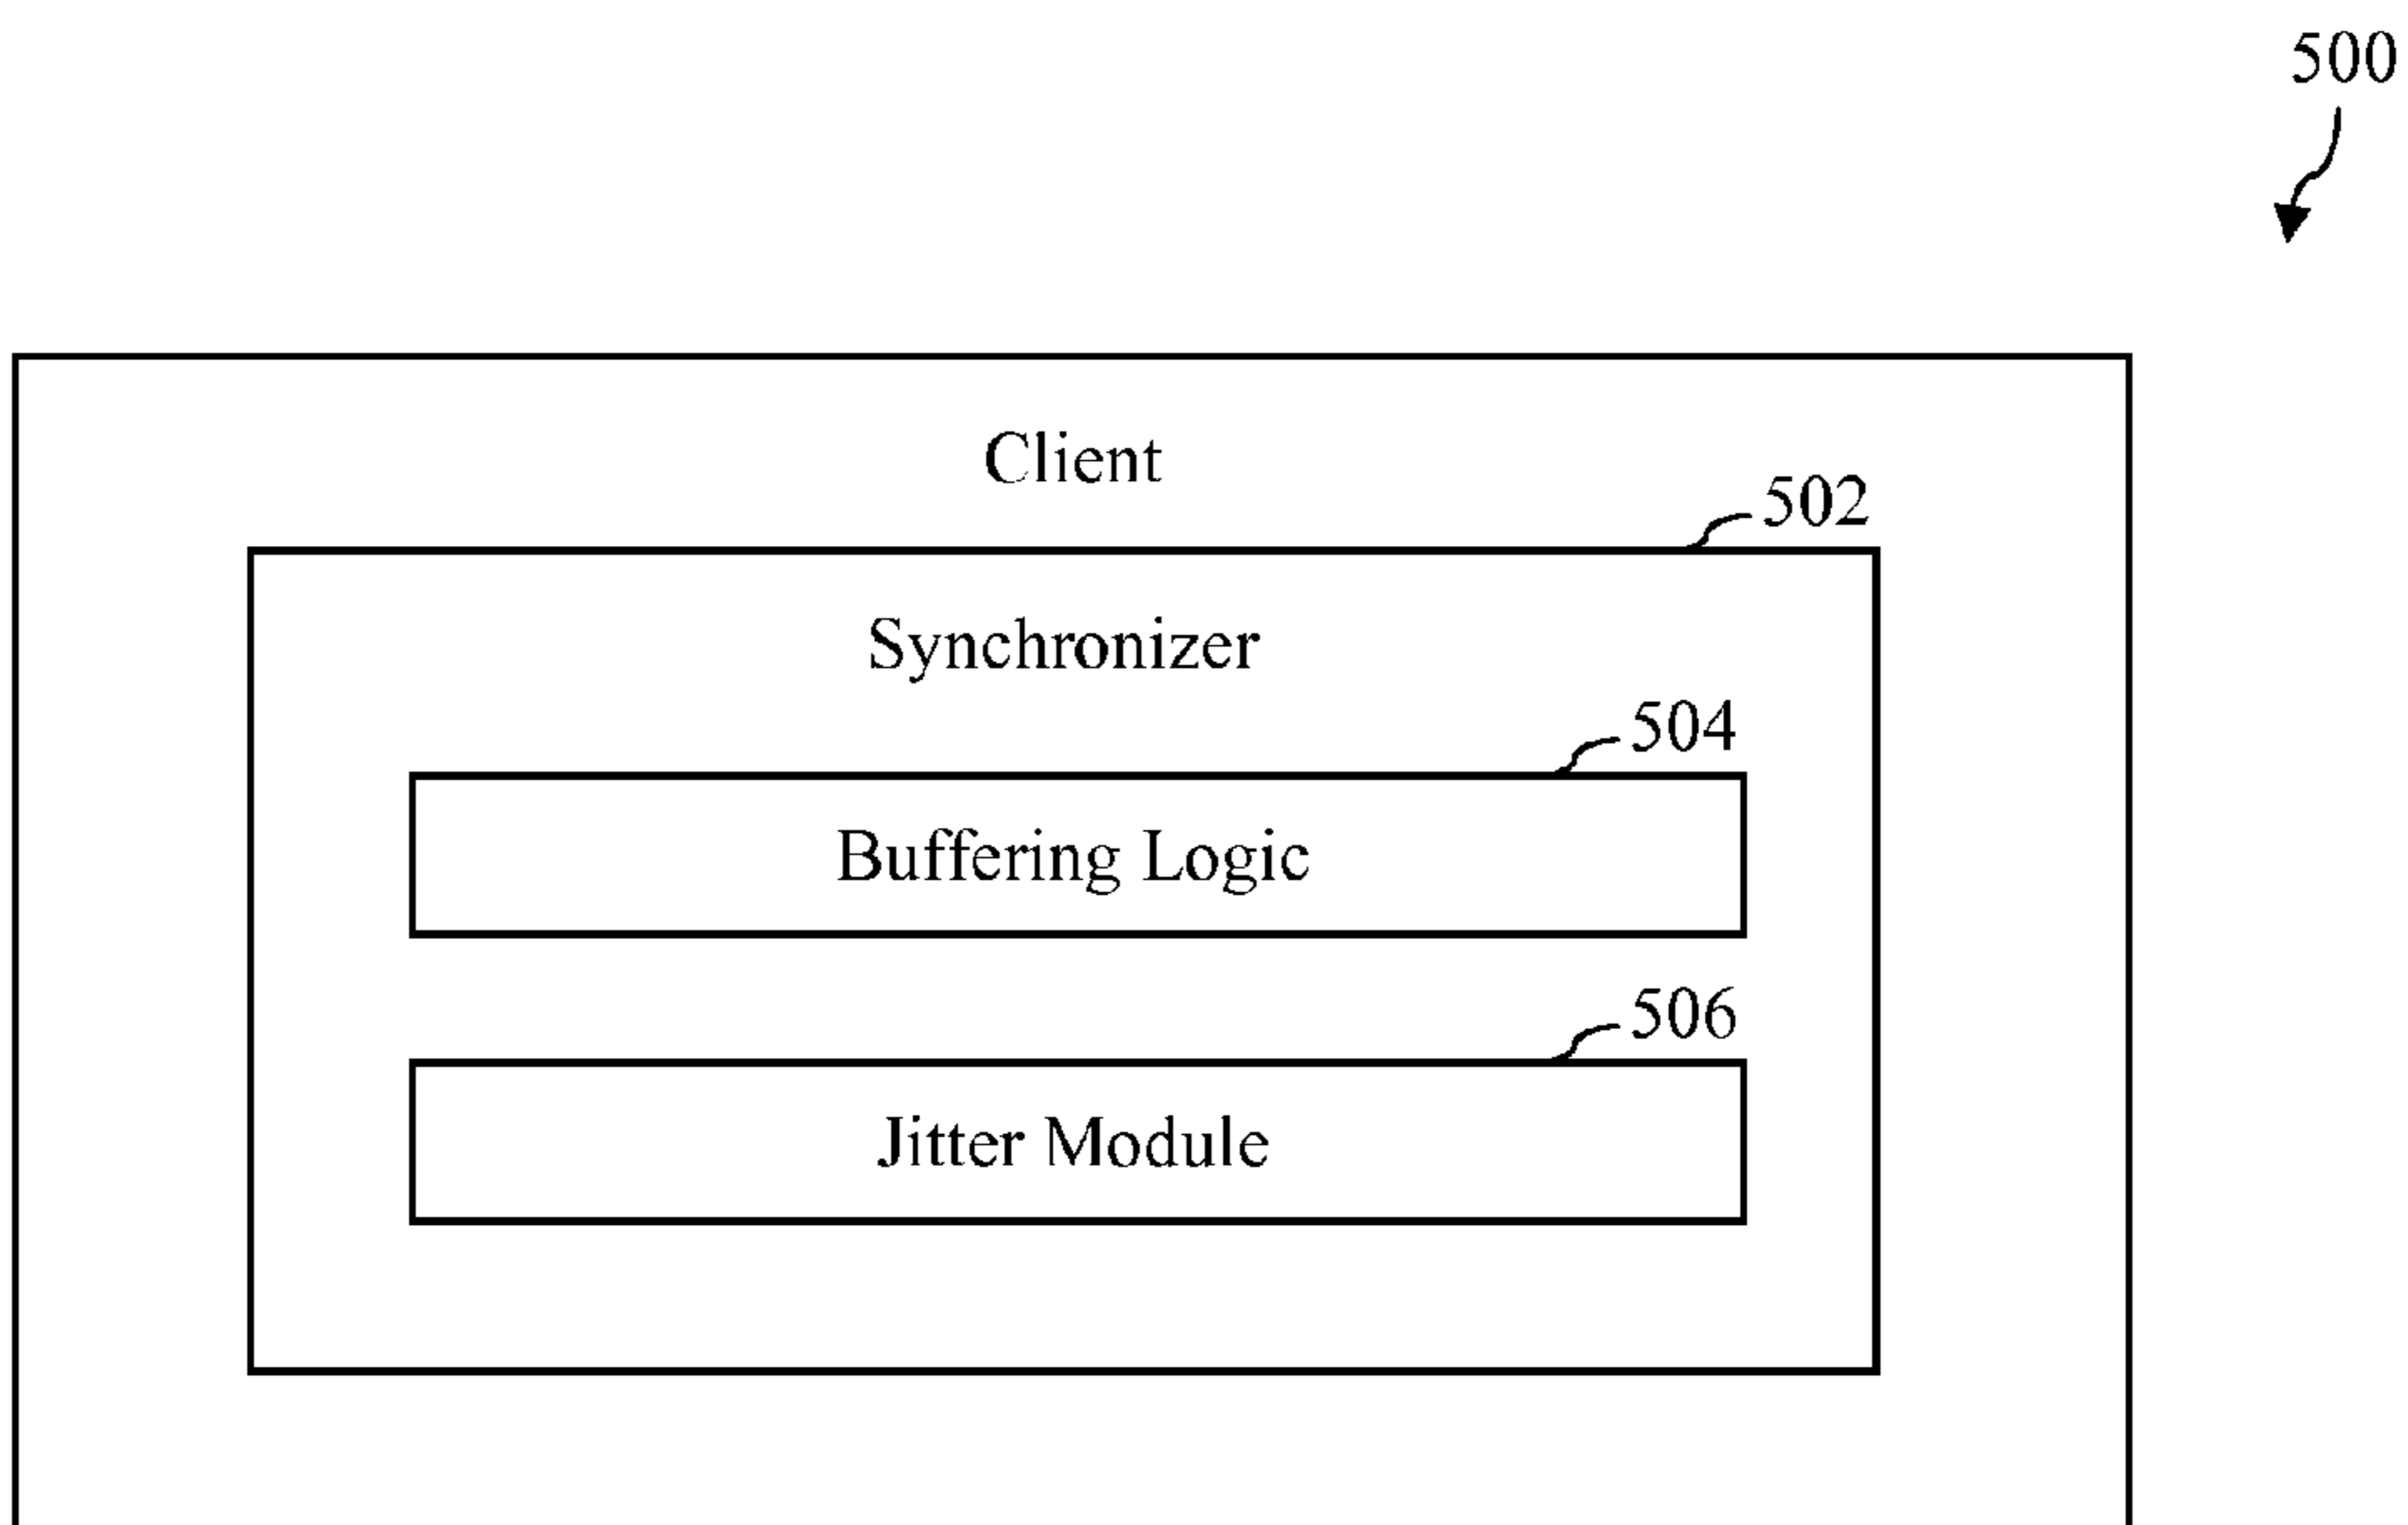 500
Client
502
Synchronizer
504
Buffering Logic
506
Jitter Module